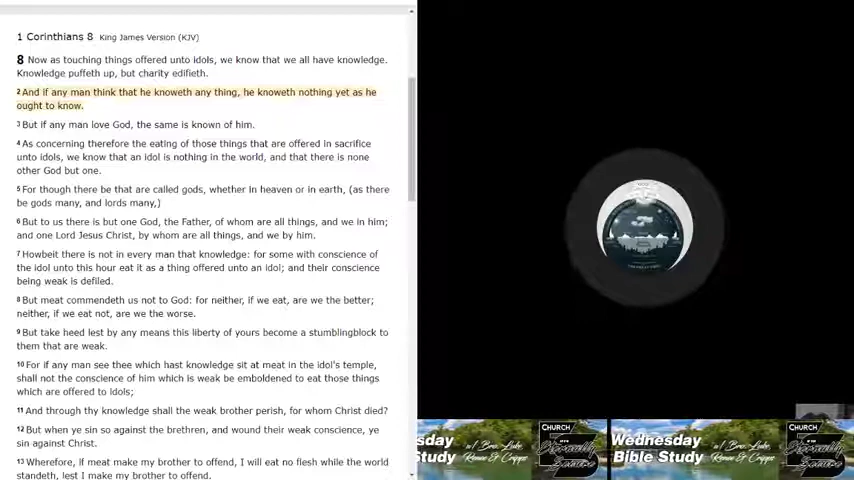 1 Corinthians 8 King James Version (KJV)
8 Now as touching things offered unto idols, we know that we all have knowledge.
Knowledge puffeth up, but charity edifieth.
2 And if any man think that he knoweth any thing, he knoweth nothing yet as he
ought to know.
3 But if any man love God, the same is known of him.
4 As concerning therefore the eating of those things that are offered in sacrifice
unto idols, we know that an idol is nothing in the world, and that there is none
other God but one.
5 For though there be that are called gods, whether in heaven or in earth, (as there
be gods many, and lords many,)
6 But to us there is but one God, the Father, of whom are all things, and we in him;
and one Lord Jesus Christ, by whom are all things, and we by him.
7 Howbeit there is not in every man that knowledge: for some with conscience of
the idol unto this hour eat it as a thing offered unto an idol; and their conscience
being weak is defiled.
8 But meat commendeth us not to God: for neither, if we eat, are we the better;
neither, if we eat not, are we the worse.
9 But take heed lest by any means this liberty of yours become a stumblingblock to
them that are weak.
10 For if any man see thee which hast knowledge sit at meat in the idol's temple,
shall not the conscience of him which is weak be emboldened to eat those things
which are offered to idols;
11 And through thy knowledge shall the weak brother perish, for whom Christ died?
12 But when ye sin so against the brethren, and wound their weak conscience, ye
sin against Christ.
13 Wherefore, if meat make my brother to offend, I will eat no flesh while the world
standeth, lest I make my brother to offend.
sday w/ Bro. Luke,
Study Renee & Cripps
CHURCH
Eternally
Secure
Wednesday w/ Bro. Luke,
Bible Study Renee & Cripps
CHURCH
Eternally
Secure